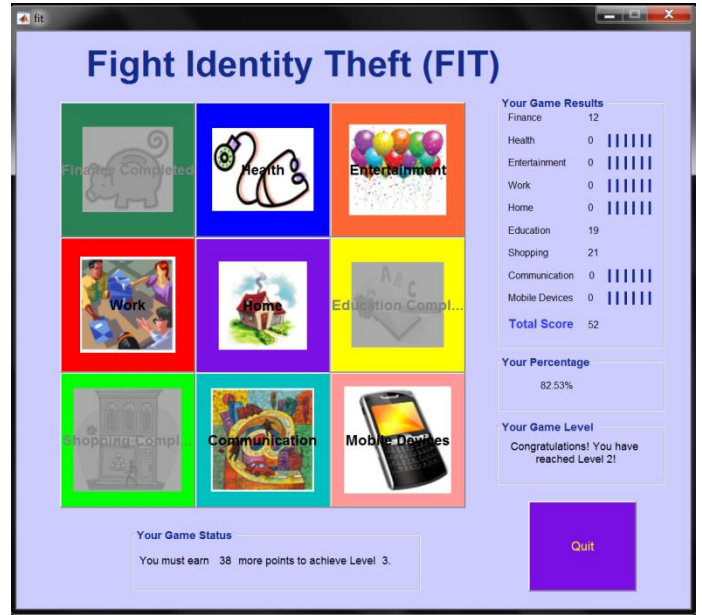 fit
Fight Identity Theft (FIT)
Finance Completed
Health
Entertainment
Work
Home
Education Compl...
Shopping Compl...
Communication
Mobile Devices
Your Game Results
Finance 12
Health 0
Entertainment 0
Work 0
Home 0
Education 19
Shopping 21
Communication 0
Mobile Devices 0
Total Score 52
Your Percentage
82.53%
Your Game Level
Congratulations! You have
reached Level 2!
Your Game Status
You must earn 38 more points to achieve Level 3.
Quit